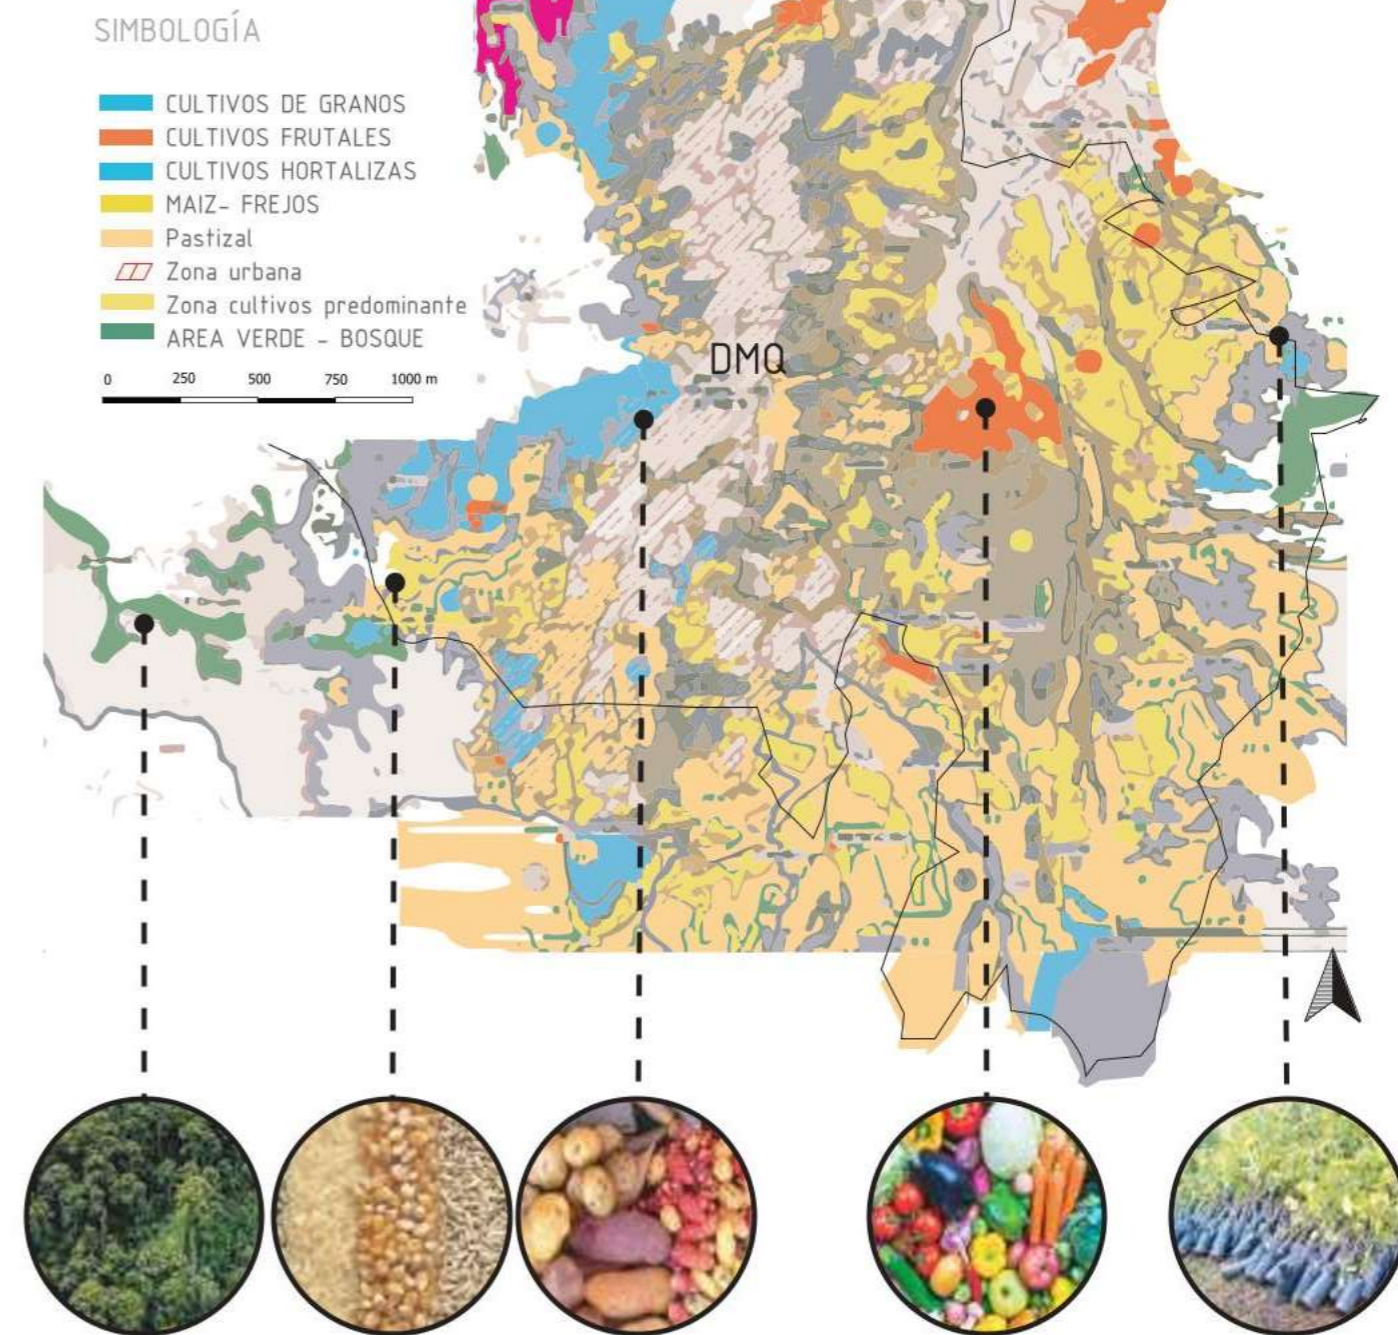 SIMBOLOGÍA
CULTIVOS DE GRANOS
CULTIVOS FRUTALES
CULTIVOS HORTALIZAS
MAIZ- FREJOS
Pastizal
Zona urbana
Zona cultivos predominante
AREA VERDE - BOSQUE
0 250 500 750 1000 m
DMQ